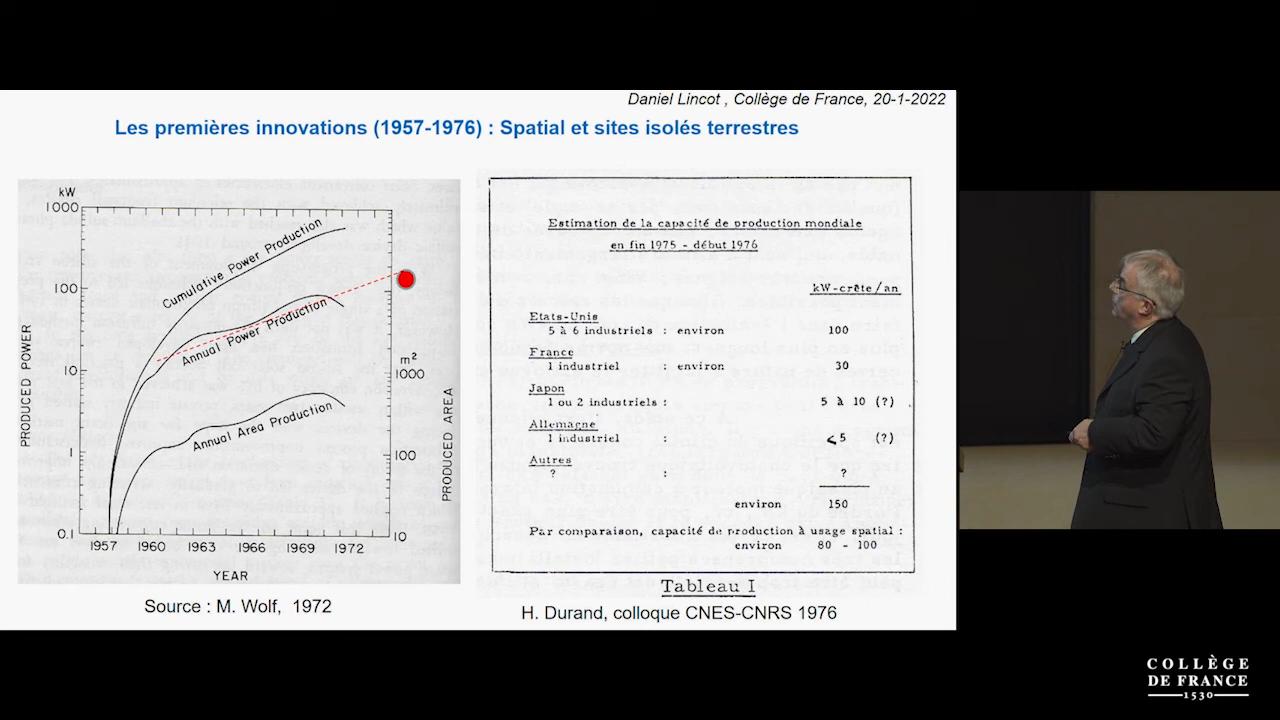 Daniel Lincot , Collège de France, 20-1-2022
Les premières innovations (1957-1976) : Spatial et sites isolés terrestres
kW
1000
100
10
1
0.1
PRODUCED POWER
Cumulative Power Production
Annual Power Production
Annual Area Production
m²
1000
100
10
PRODUCED AREA
1957 1960 1963 1966 1969 1972
YEAR
Source : M. Wolf, 1972
Estimation de la capacité de production mondiale
en fin 1975 - début 1976
kW-crête/an
Etats-Unis
5 à 6 industriels : environ 100
France
1 industriel : environ 30
Japon
1 ou 2 industriels : 5 à 10 (?)
Allemagne
1 industriel : <5 (?)
Autres
? : ?
environ 150
Par comparaison, capacité de production à usage spatial :
environ 80 - 100
Tableau I
H. Durand, colloque CNES-CNRS 1976
COLLÈGE
DE FRANCE
1530